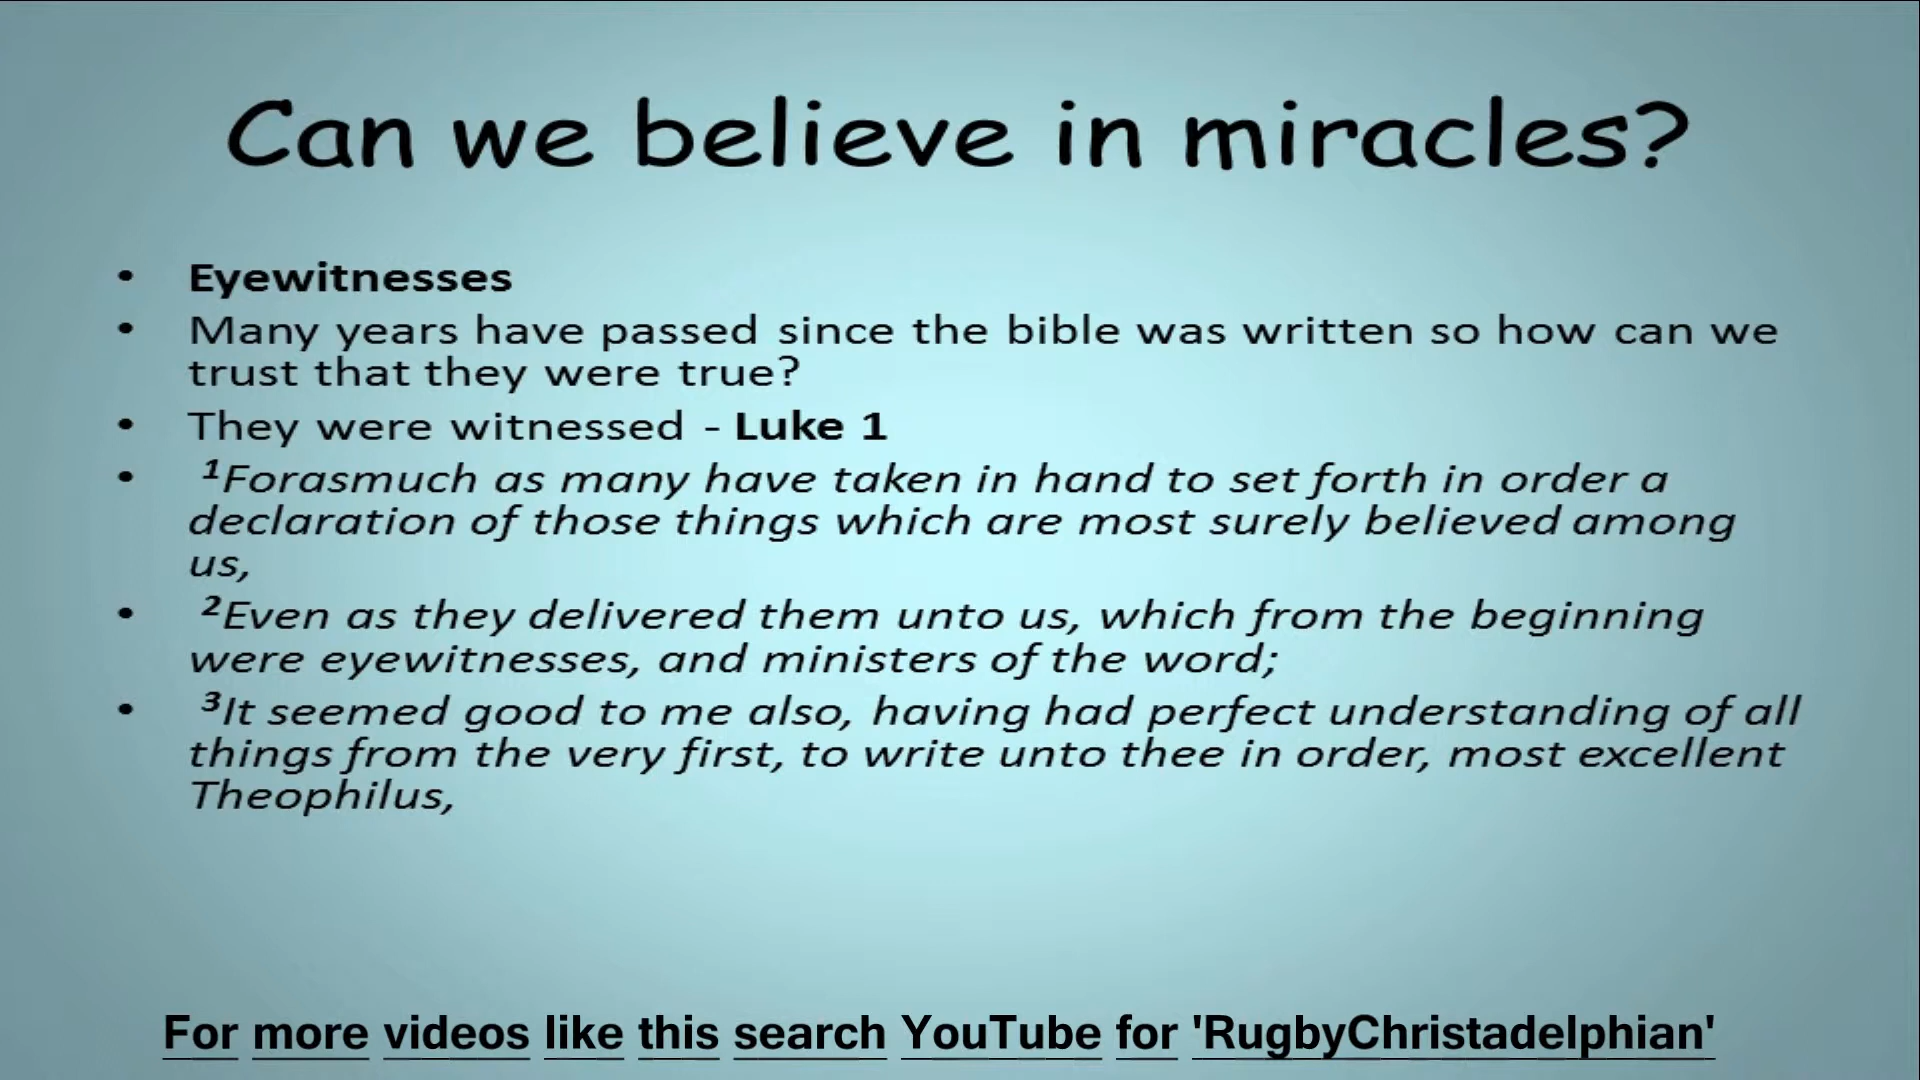 Can we believe in miracles?
• Eyewitnesses
• Many years have passed since the bible was written so how can we
trust that they were true?
• They were witnessed - Luke 1
• ¹Forasmuch as many have taken in hand to set forth in order a
declaration of those things which are most surely believed among
us,
• ²Even as they delivered them unto us, which from the beginning
were eyewitnesses, and ministers of the word;
• ³It seemed good to me also, having had perfect understanding of all
things from the very first, to write unto thee in order, most excellent
Theophilus,
For more videos like this search YouTube for 'RugbyChristadelphian'